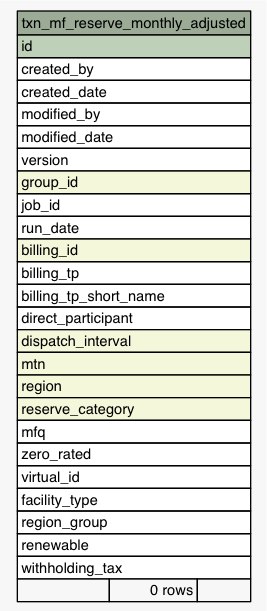 txn_mf_reserve_monthly_adjusted
id
created_by
created_date
modified_by
modified_date
version
group_id
job_id
run_date
billing_id
billing_tp
billing_tp_short_name
direct_participant
dispatch_interval
mtn
region
reserve_category
mfq
zero_rated
virtual_id
facility_type
region_group
renewable
withholding_tax
0 rows